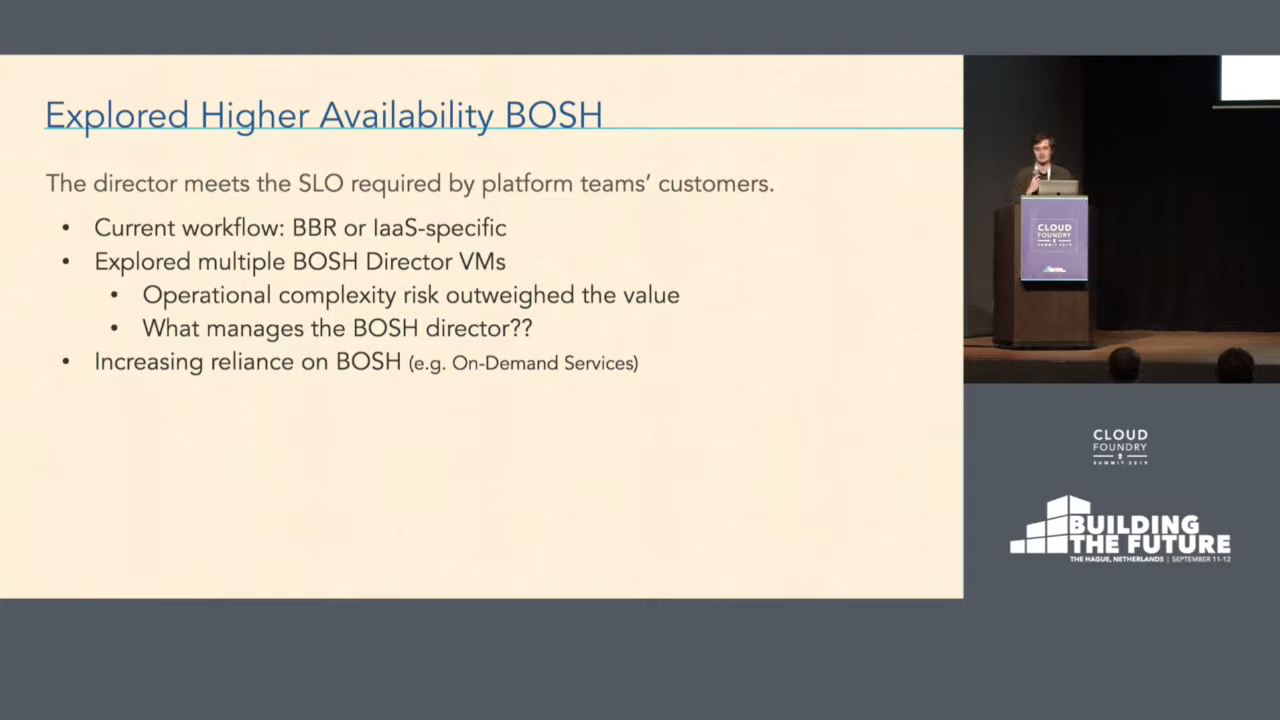 Explored Higher Availability BOSH
The director meets the SLO required by platform teams’ customers.
• Current workflow: BBR or IaaS-specific
• Explored multiple BOSH Director VMs
• Operational complexity risk outweighed the value
• What manages the BOSH director??
• Increasing reliance on BOSH (e.g. On-Demand Services)
CLOUD
FOUNDRY
CLOUD
FOUNDRY
SUMMIT 2019
BUILDING
THE FUTURE
THE HAGUE, NETHERLANDS | SEPTEMBER 11-12